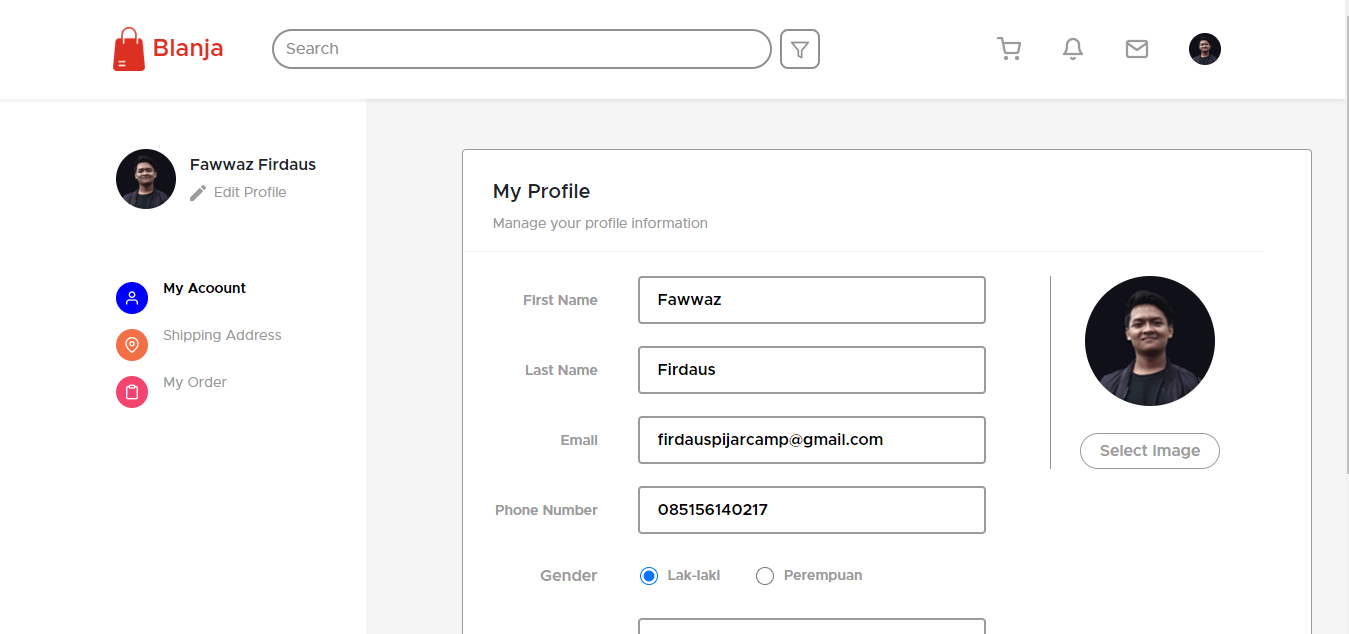 Blanja
Search
Fawwaz Firdaus
Edit Profile
My Acoount
Shipping Address
My Order
My Profile
Manage your profile information
First Name
Fawwaz
Last Name
Firdaus
Email
firdauspijarcamp@gmail.com
Phone Number
085156140217
Gender
Lak-laki
Perempuan
Select Image